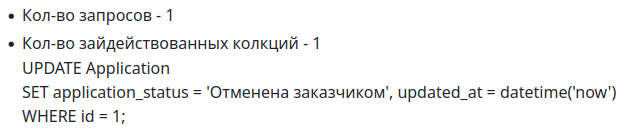 • Кол-во запросов - 1
• Кол-во зайдействованных колкций - 1
UPDATE Application
SET application_status = 'Отменена заказчиком', updated_at = datetime('now')
WHERE id = 1;